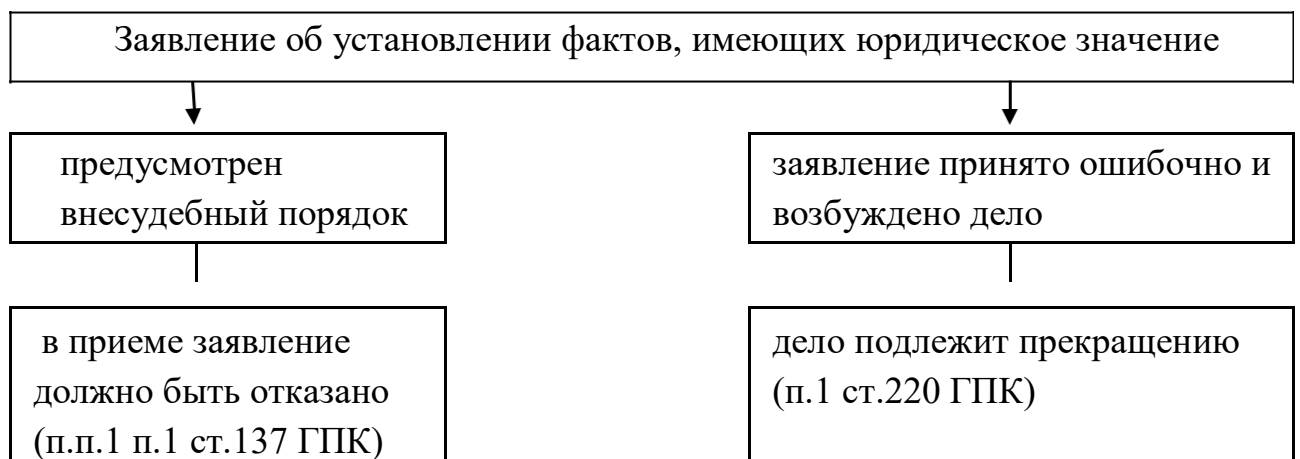 Заявление об установлении фактов, имеющих юридическое значение
предусмотрен
внесудебный порядок
заявление принято ошибочно и
возбуждено дело
в приеме заявление
должно быть отказано
(п.п.1 п.1 ст.137 ГПК)
дело подлежит прекращению
(п.1 ст.220 ГПК)